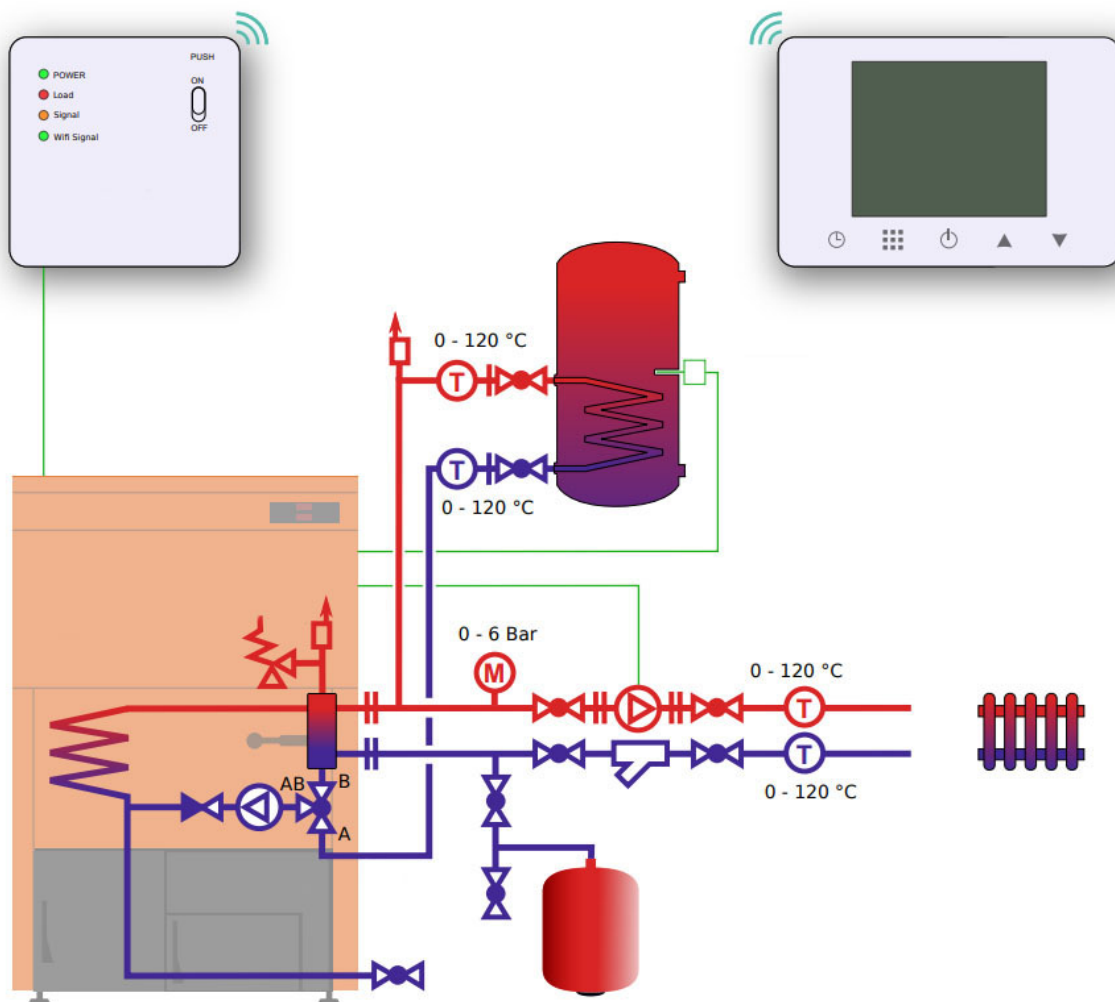 PUSH
POWER
ON
Load
Signal
OFF
Wifi Signal
0 - 120 °C
T
T
0 - 120 °C
0 - 6 Bar
M
0 - 120 °C
T
T
0 - 120 °C
AB
B
A